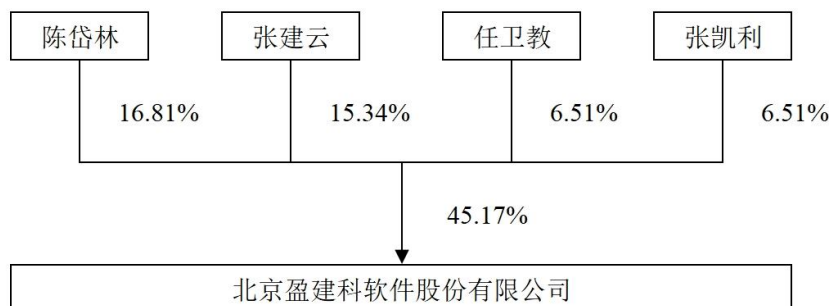 陈岱林
张建云
任卫教
张凯利
16.81%
15.34%
6.51%
6.51%
45.17%
北京盈建科软件股份有限公司